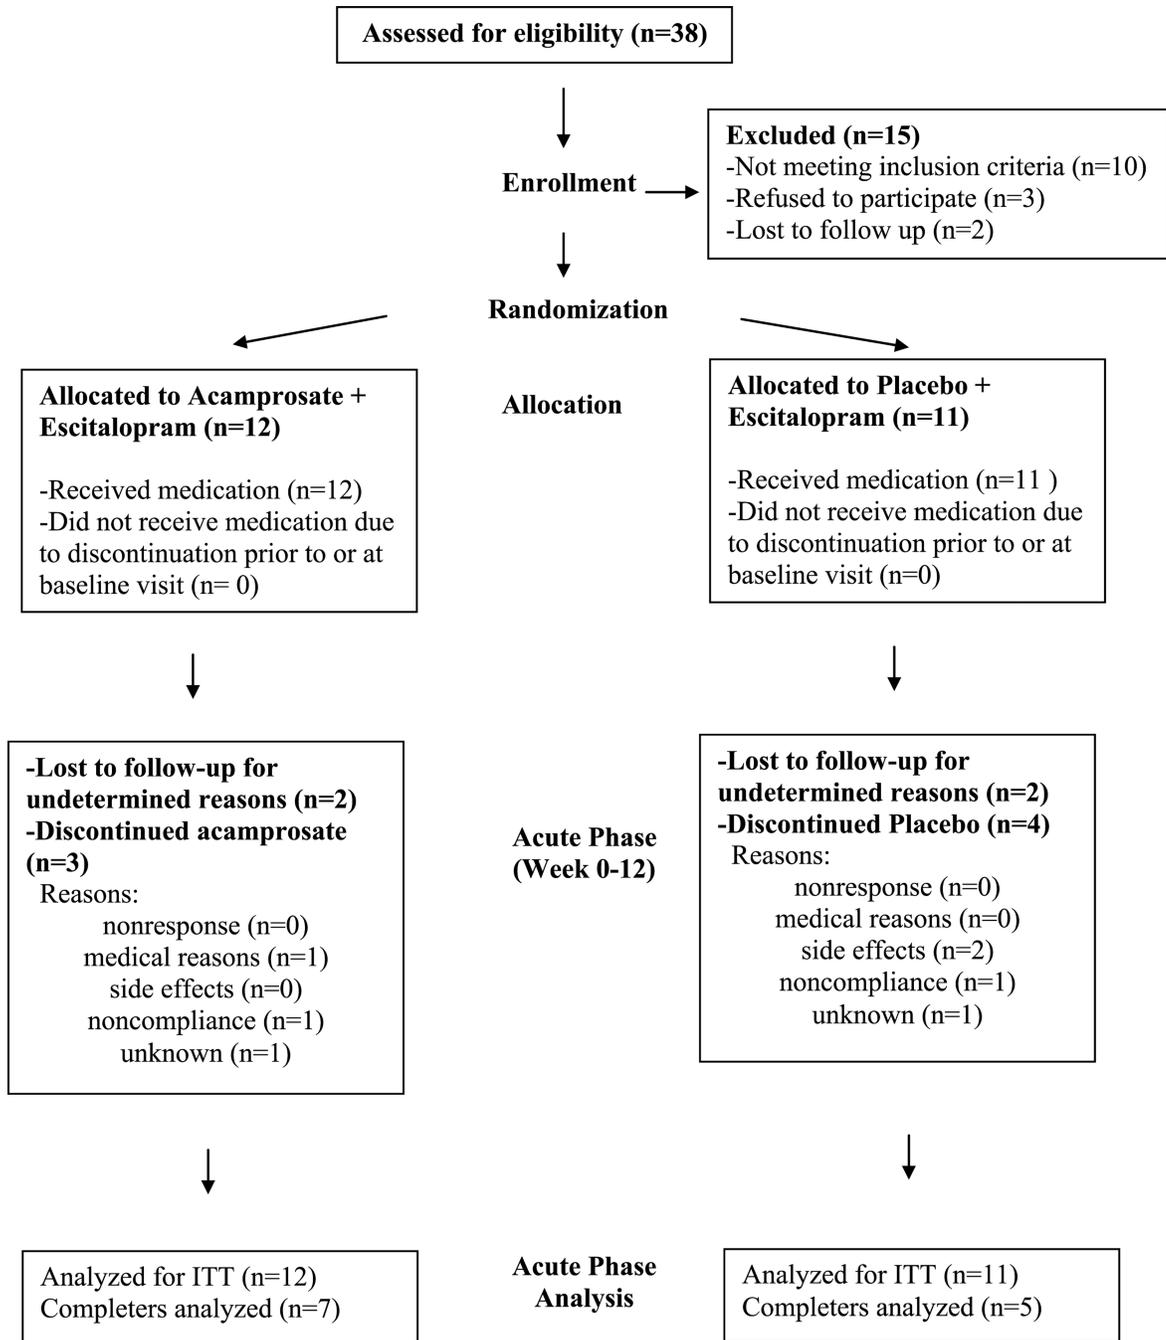 Assessed for eligibility (n=38)
Excluded (n=15)
-Not meeting inclusion criteria (n=10)
-Refused to participate (n=3)
-Lost to follow up (n=2)
Enrollment
Randomization
Allocated to Acamprosate +
Escitalopram (n=12)
-Received medication (n=12)
-Did not receive medication due
to discontinuation prior to or at
baseline visit (n= 0)
Allocation
Allocated to Placebo +
Escitalopram (n=11)
-Received medication (n=11 )
-Did not receive medication due
to discontinuation prior to or at
baseline visit (n=0)
-Lost to follow-up for
undetermined reasons (n=2)
-Discontinued acamprosate
(n=3)
Reasons:
nonresponse (n=0)
medical reasons (n=1)
side effects (n=0)
noncompliance (n=1)
unknown (n=1)
Acute Phase
(Week 0-12)
-Lost to follow-up for
undetermined reasons (n=2)
-Discontinued Placebo (n=4)
Reasons:
nonresponse (n=0)
medical reasons (n=0)
side effects (n=2)
noncompliance (n=1)
unknown (n=1)
Analyzed for ITT (n=12)
Completers analyzed (n=7)
Acute Phase
Analysis
Analyzed for ITT (n=11)
Completers analyzed (n=5)